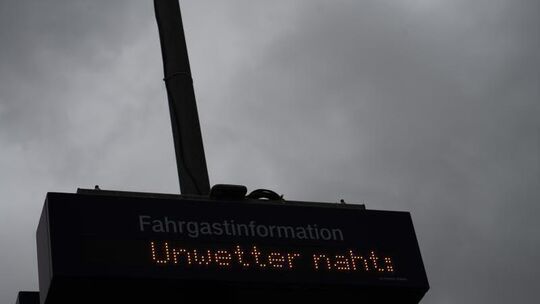 Fahrgastinformation
Unwetter naht: